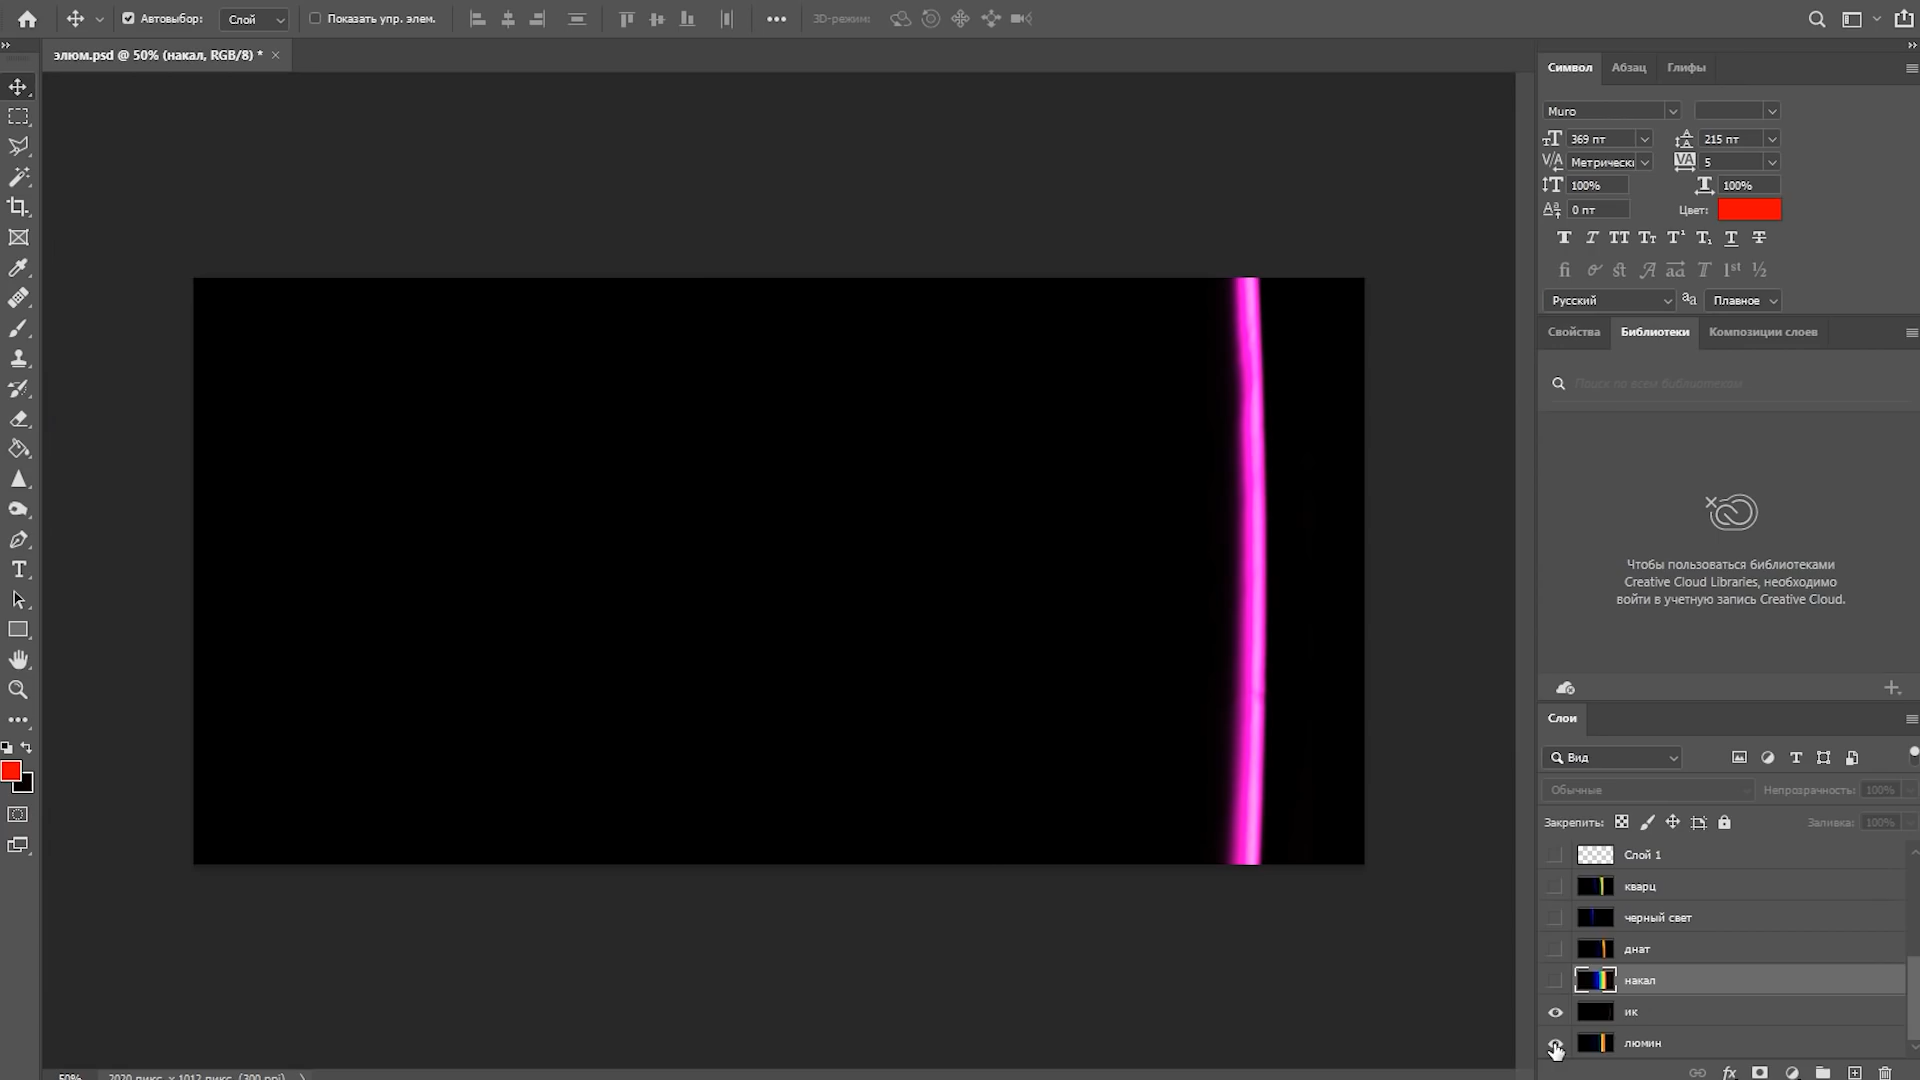 Автовыбор: Слой Показать упр. элем. 3D-режим:
элюм.psd @ 50% (накал, RGB/8) * ×
Символ Абзац Глифы
Muro
369 пт 215 пт
Метрическ 5
100% 100%
0 пт Цвет:
Русский Плавное
Свойства Библиотеки Композиции слоев
Поиск по всем библиотекам
Чтобы пользоваться библиотеками
Creative Cloud Libraries, необходимо
войти в учетную запись Creative Cloud.
Слои
Вид
Обычные Непрозрачность: 100%
Закрепить: Заливка: 100%
Слой 1
кварц
черный свет
днат
накал
ик
люмин
50% 2020 пикс. x 1012 пикс. (300 ppi)